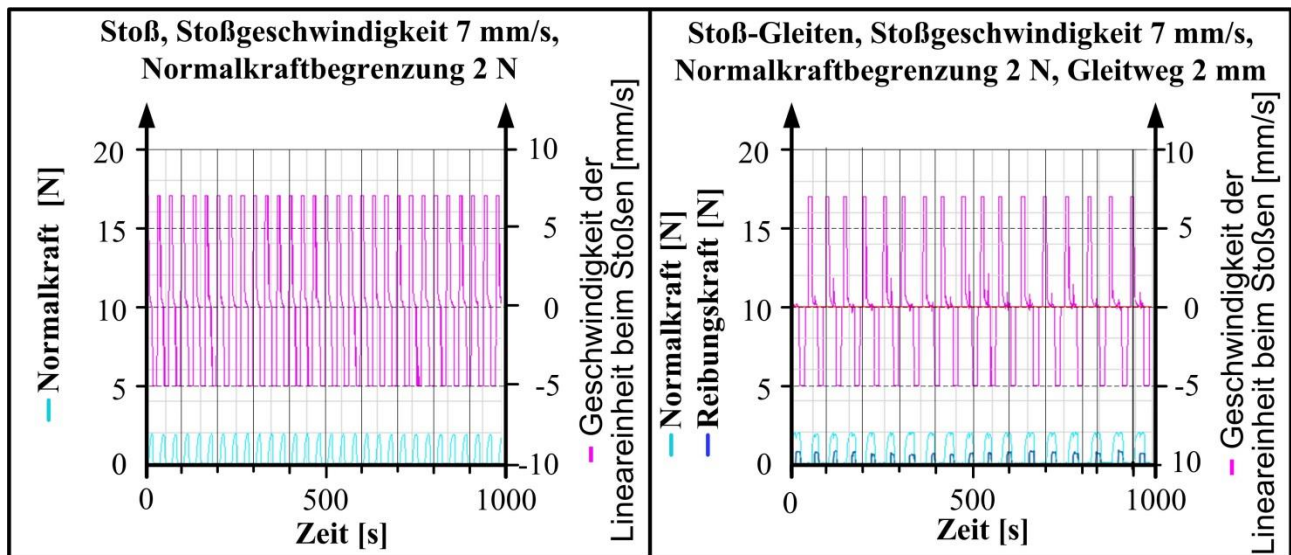 Stoß, Stoßgeschwindigkeit 7 mm/s,
Normalkraftbegrenzung 2 N
Normalkraft [N]
20
15
10
5
0
10
5
0
-5
-10
Geschwindigkeit der
Lineareinheit beim Stoßen [mm/s]
0
500
1000
Zeit [s]
Stoß-Gleiten, Stoßgeschwindigkeit 7 mm/s,
Normalkraftbegrenzung 2 N, Gleitweg 2 mm
Normalkraft [N]
Reibungskraft [N]
20
15
10
5
0
10
5
0
-5
10
Geschwindigkeit der
Lineareinheit beim Stoßen [mm/s]
0
500
1000
Zeit [s]